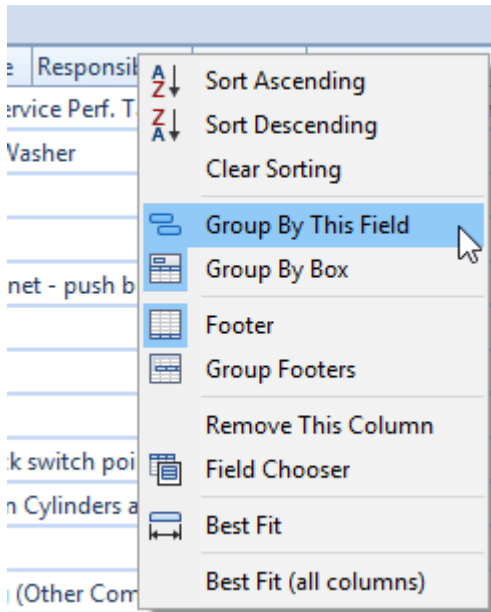 Responsib
Sort Ascending
ervice Perf. T
Sort Descending
Washer
Clear Sorting
Group By This Field
net - push b
Group By Box
Footer
Group Footers
Remove This Column
k switch poi
Field Chooser
n Cylinders a
Best Fit
(Other Com
Best Fit (all columns)